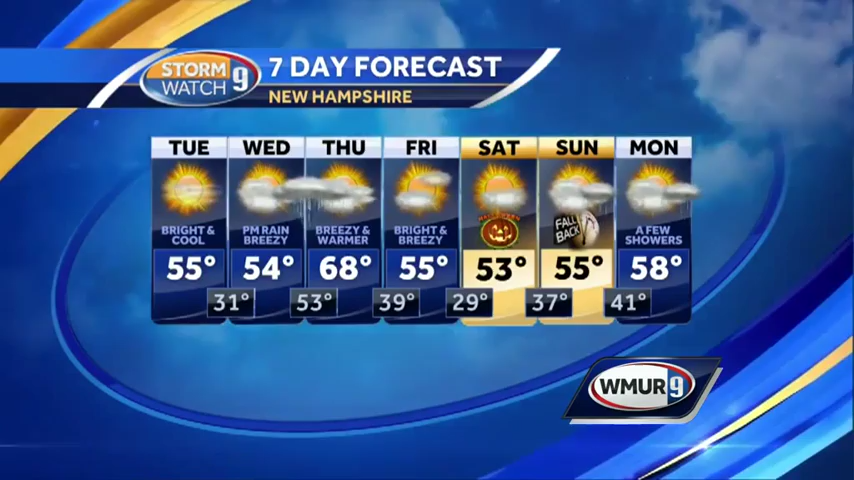 STORM
WATCH 9
7 DAY FORECAST
NEW HAMPSHIRE
TUE WED THU FRI SAT SUN MON
HALLOWEEN
FALL
BACK
BRIGHT & COOL
PM RAIN BREEZY
BREEZY & WARMER
BRIGHT & BREEZY
A FEW SHOWERS
55° 54° 68° 55° 53° 55° 58°
31° 53° 39° 29° 37° 41°
WMUR 9